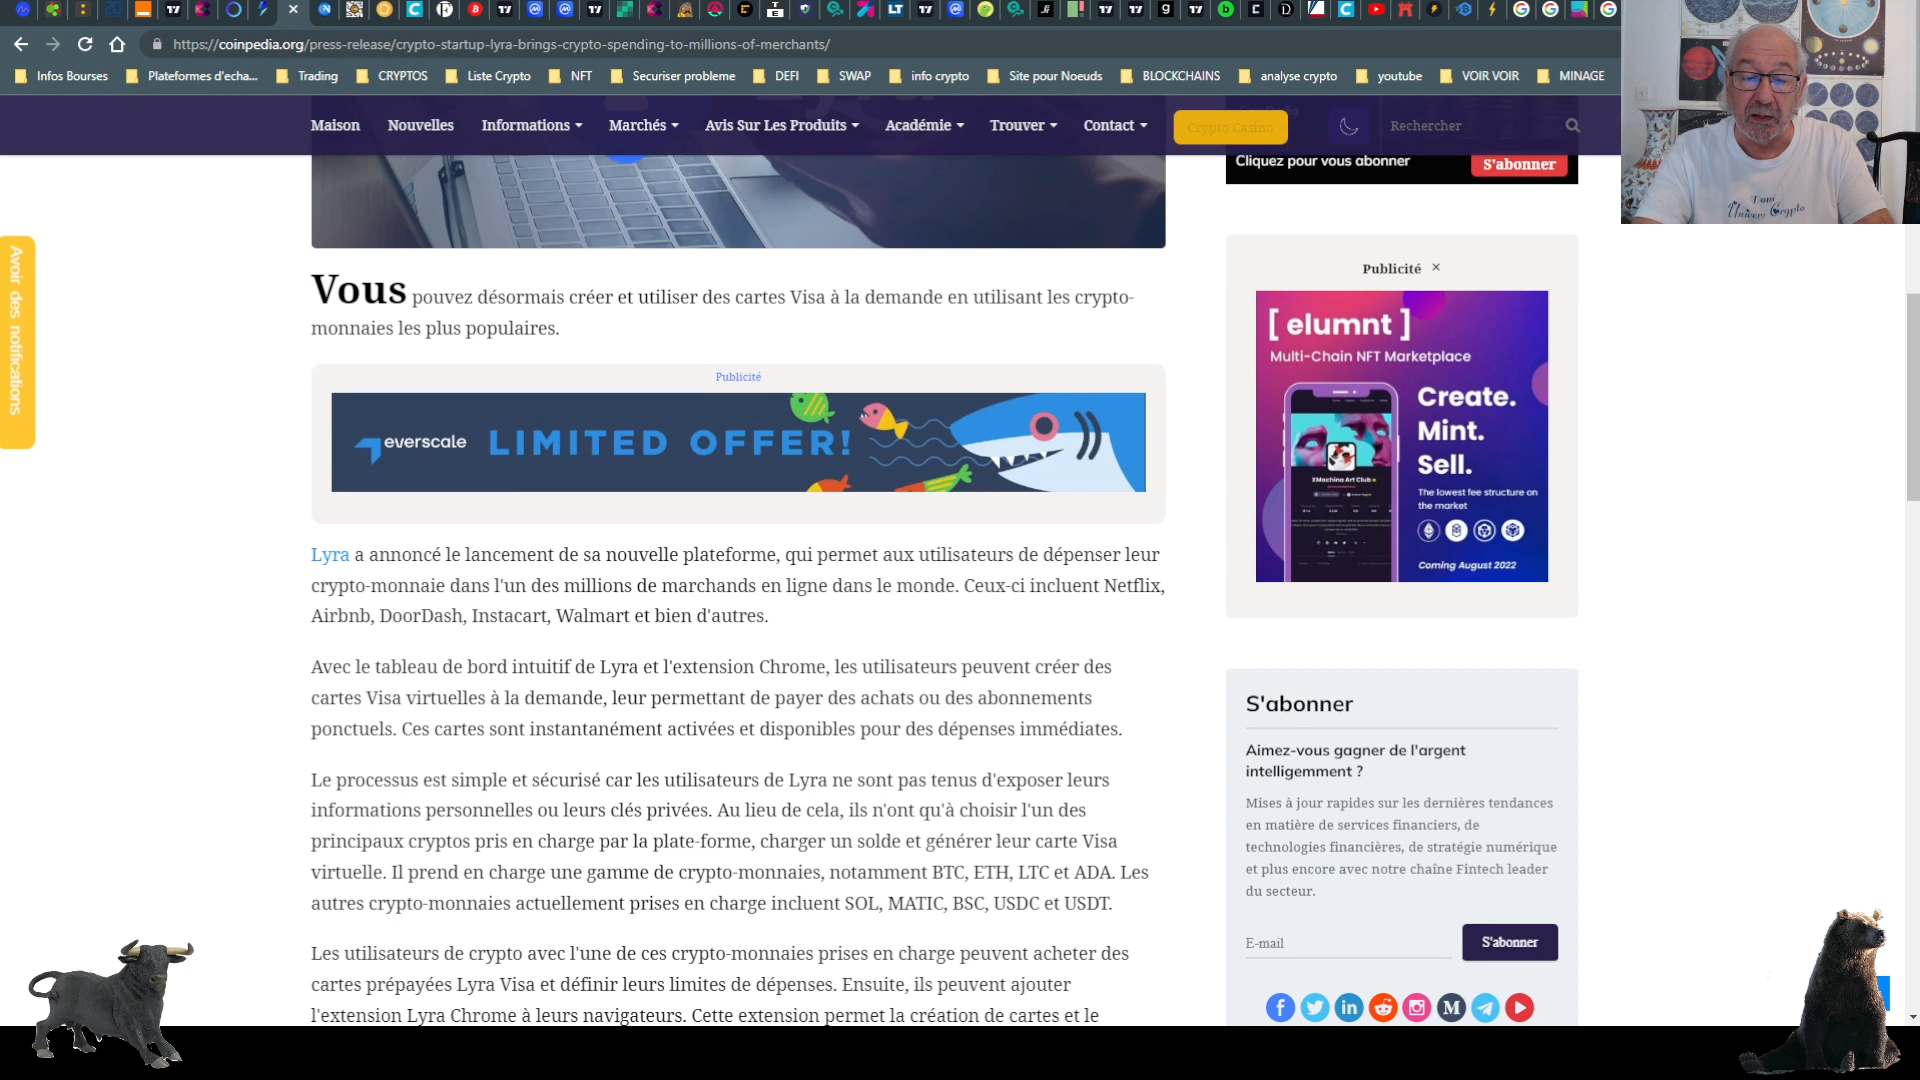 https://coinpedia.org/press-release/crypto-startup-lyra-brings-crypto-spending-to-millions-of-merchants/
Infos Bourses
Plateformes d'echa...
Trading
CRYPTOS
Liste Crypto
NFT
Securiser probleme
DEFI
SWAP
info crypto
Site pour Noeuds
BLOCKCHAINS
analyse crypto
youtube
VOIR VOIR
MINAGE
Maison
Nouvelles
Informations
Marchés
Avis Sur Les Produits
Académie
Trouver
Contact
Crypto Casino
Rechercher
Cliquez pour vous abonner
S'abonner
Doni
Univers Crypto
Avoir des notifications
Vous pouvez désormais créer et utiliser des cartes Visa à la demande en utilisant les crypto-
monnaies les plus populaires.
Publicité
everscale LIMITED OFFER!
Lyra a annoncé le lancement de sa nouvelle plateforme, qui permet aux utilisateurs de dépenser leur
crypto-monnaie dans l'un des millions de marchands en ligne dans le monde. Ceux-ci incluent Netflix,
Airbnb, DoorDash, Instacart, Walmart et bien d'autres.
Avec le tableau de bord intuitif de Lyra et l'extension Chrome, les utilisateurs peuvent créer des
cartes Visa virtuelles à la demande, leur permettant de payer des achats ou des abonnements
ponctuels. Ces cartes sont instantanément activées et disponibles pour des dépenses immédiates.
Le processus est simple et sécurisé car les utilisateurs de Lyra ne sont pas tenus d'exposer leurs
informations personnelles ou leurs clés privées. Au lieu de cela, ils n'ont qu'à choisir l'un des
principaux cryptos pris en charge par la plate-forme, charger un solde et générer leur carte Visa
virtuelle. Il prend en charge une gamme de crypto-monnaies, notamment BTC, ETH, LTC et ADA. Les
autres crypto-monnaies actuellement prises en charge incluent SOL, MATIC, BSC, USDC et USDT.
Les utilisateurs de crypto avec l'une de ces crypto-monnaies prises en charge peuvent acheter des
cartes prépayées Lyra Visa et définir leurs limites de dépenses. Ensuite, ils peuvent ajouter
l'extension Lyra Chrome à leurs navigateurs. Cette extension permet la création de cartes et le
Publicité
[ elumnt ]
Multi-Chain NFT Marketplace
Create.
Mint.
Sell.
The lowest fee structure on
the market
XMachina Art Club
Coming August 2022
S'abonner
Aimez-vous gagner de l'argent
intelligemment ?
Mises à jour rapides sur les dernières tendances
en matière de services financiers, de
technologies financières, de stratégie numérique
et plus encore avec notre chaîne Fintech leader
du secteur.
E-mail
S'abonner